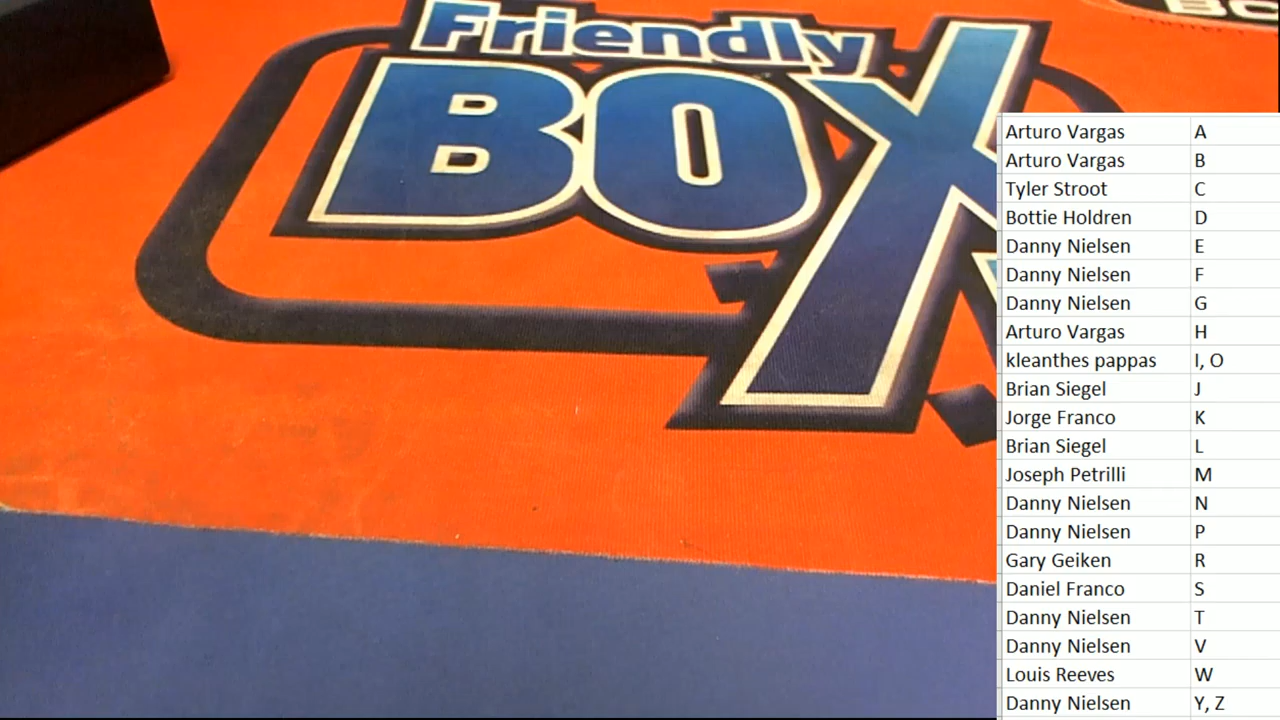 Friendly
BOX
BO
Arturo Vargas A
Arturo Vargas B
Tyler Stroot C
Bottie Holdren D
Danny Nielsen E
Danny Nielsen F
Danny Nielsen G
Arturo Vargas H
kleanthes pappas I, O
Brian Siegel J
Jorge Franco K
Brian Siegel L
Joseph Petrilli M
Danny Nielsen N
Danny Nielsen P
Gary Geiken R
Daniel Franco S
Danny Nielsen T
Danny Nielsen V
Louis Reeves W
Danny Nielsen Y, Z